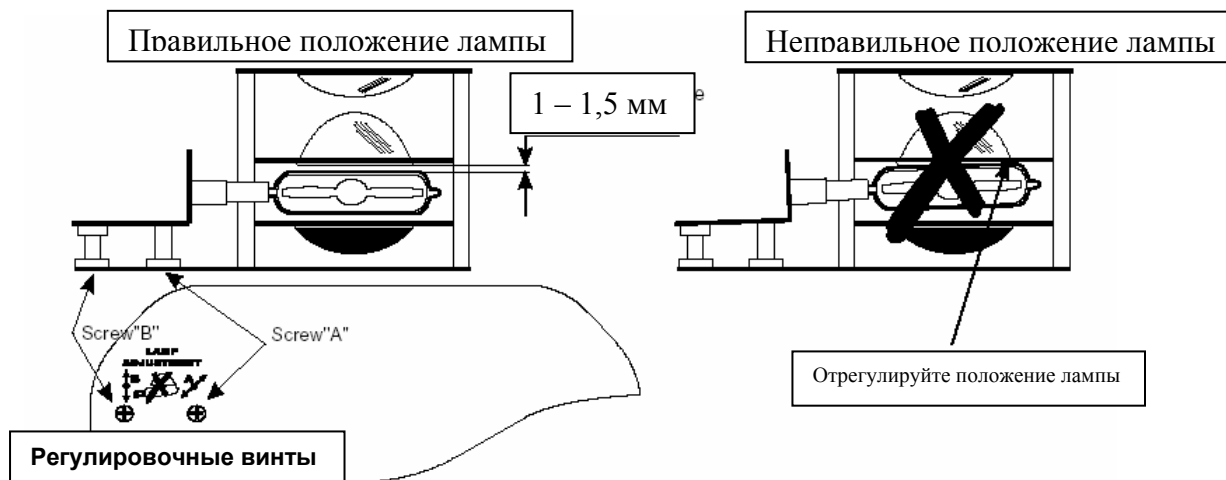 Правильное положение лампы
Неправильное положение лампы
1 – 1,5 мм
e
Screw"B"
Screw"A"
LAMP
ADJUSTMENT
Отрегулируйте положение лампы
Регулировочные винты